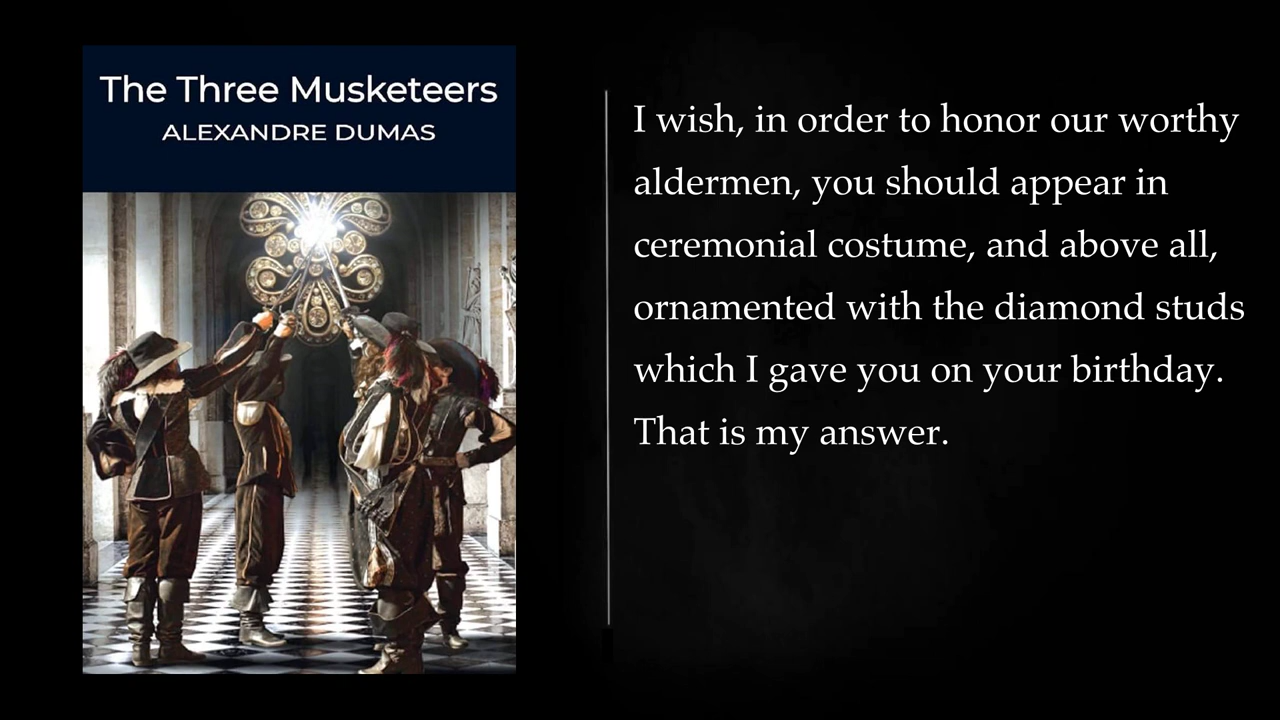 The Three Musketeers
ALEXANDRE DUMAS
I wish, in order to honor our worthy
aldermen, you should appear in
ceremonial costume, and above all,
ornamented with the diamond studs
which I gave you on your birthday.
That is my answer.